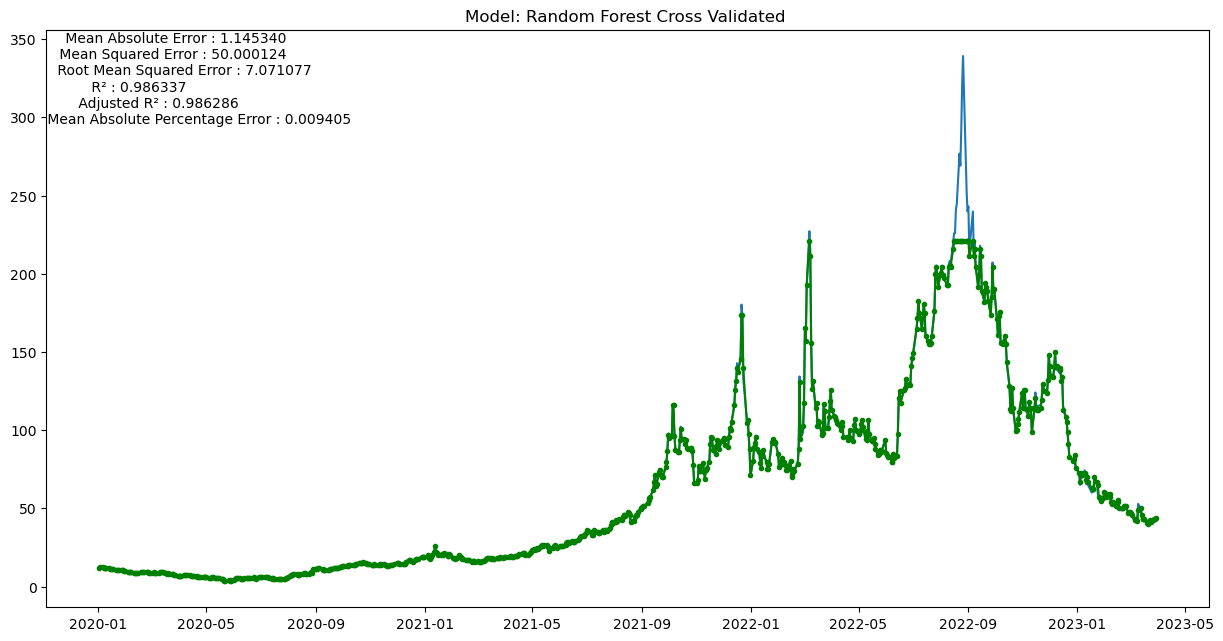 Model: Random Forest Cross Validated
Mean Absolute Error : 1.145340
Mean Squared Error : 50.000124
Root Mean Squared Error : 7.071077
R² : 0.986337
Adjusted R² : 0.986286
Mean Absolute Percentage Error : 0.009405
350
300
250
200
150
100
50
0
2020-01 2020-05 2020-09 2021-01 2021-05 2021-09 2022-01 2022-05 2022-09 2023-01 2023-05